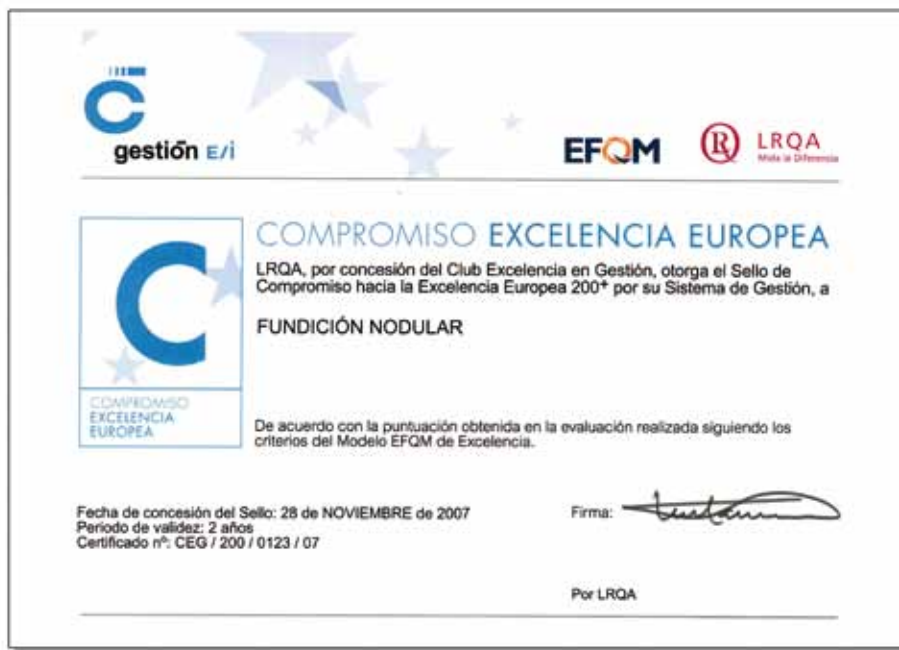 gestión E/i
EFQM
LRQA
Mide la Diferencia
COMPROMISO EXCELENCIA EUROPEA
LRQA, por concesión del Club Excelencia en Gestión, otorga el Sello de
Compromiso hacia la Excelencia Europea 200+ por su Sistema de Gestión, a
FUNDICIÓN NODULAR
COMPROMISO
EXCELENCIA
EUROPEA
De acuerdo con la puntuación obtenida en la evaluación realizada siguiendo los
criterios del Modelo EFQM de Excelencia.
Fecha de concesión del Sello: 28 de NOVIEMBRE de 2007
Periodo de validez: 2 años
Certificado nº: CEG / 200 / 0123 / 07
Firma:
Por LRQA